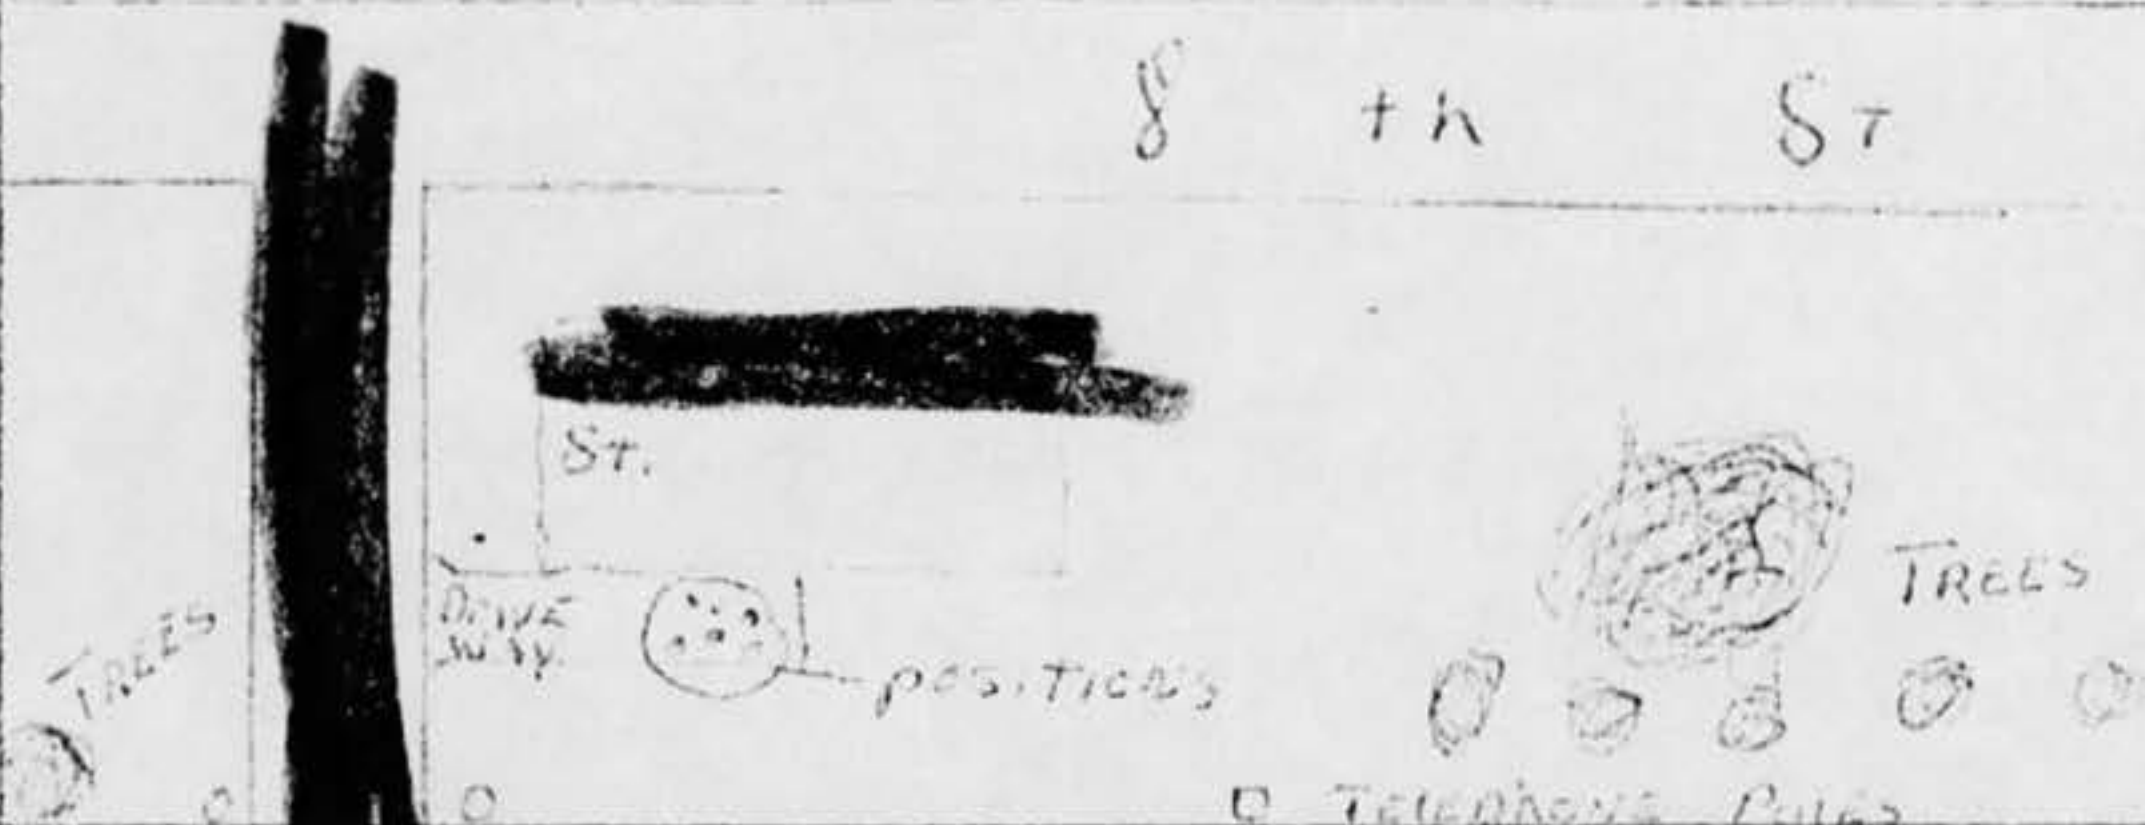 8 th St
St.
TREES
DRIVE
WAY.
TREES
POSITIONS
TELEPHONE POLES